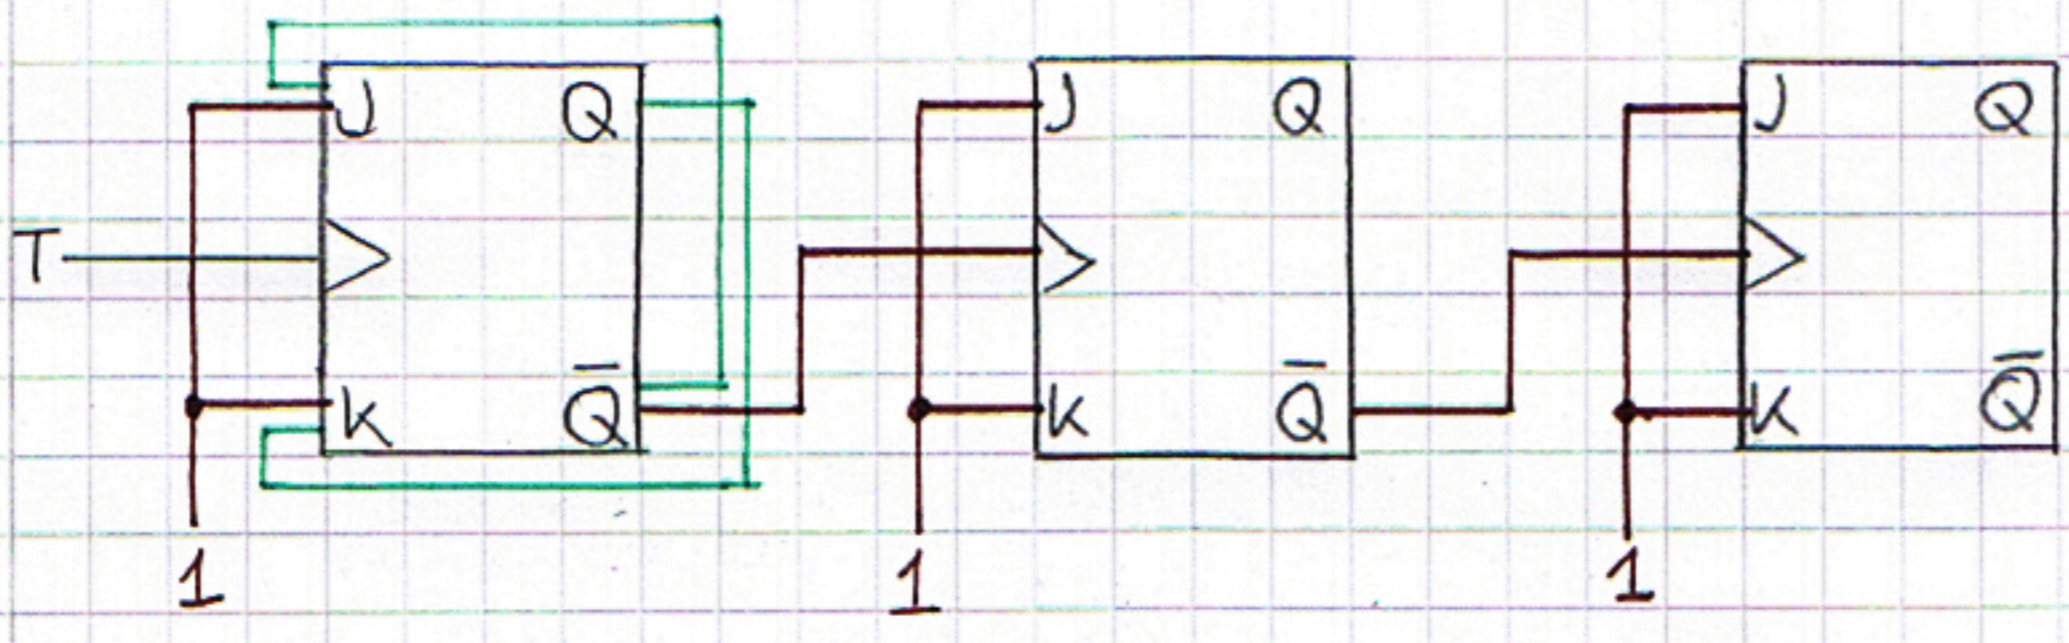 J Q J Q J Q
T
K Q̅ K Q̅ K Q̅
1 1 1